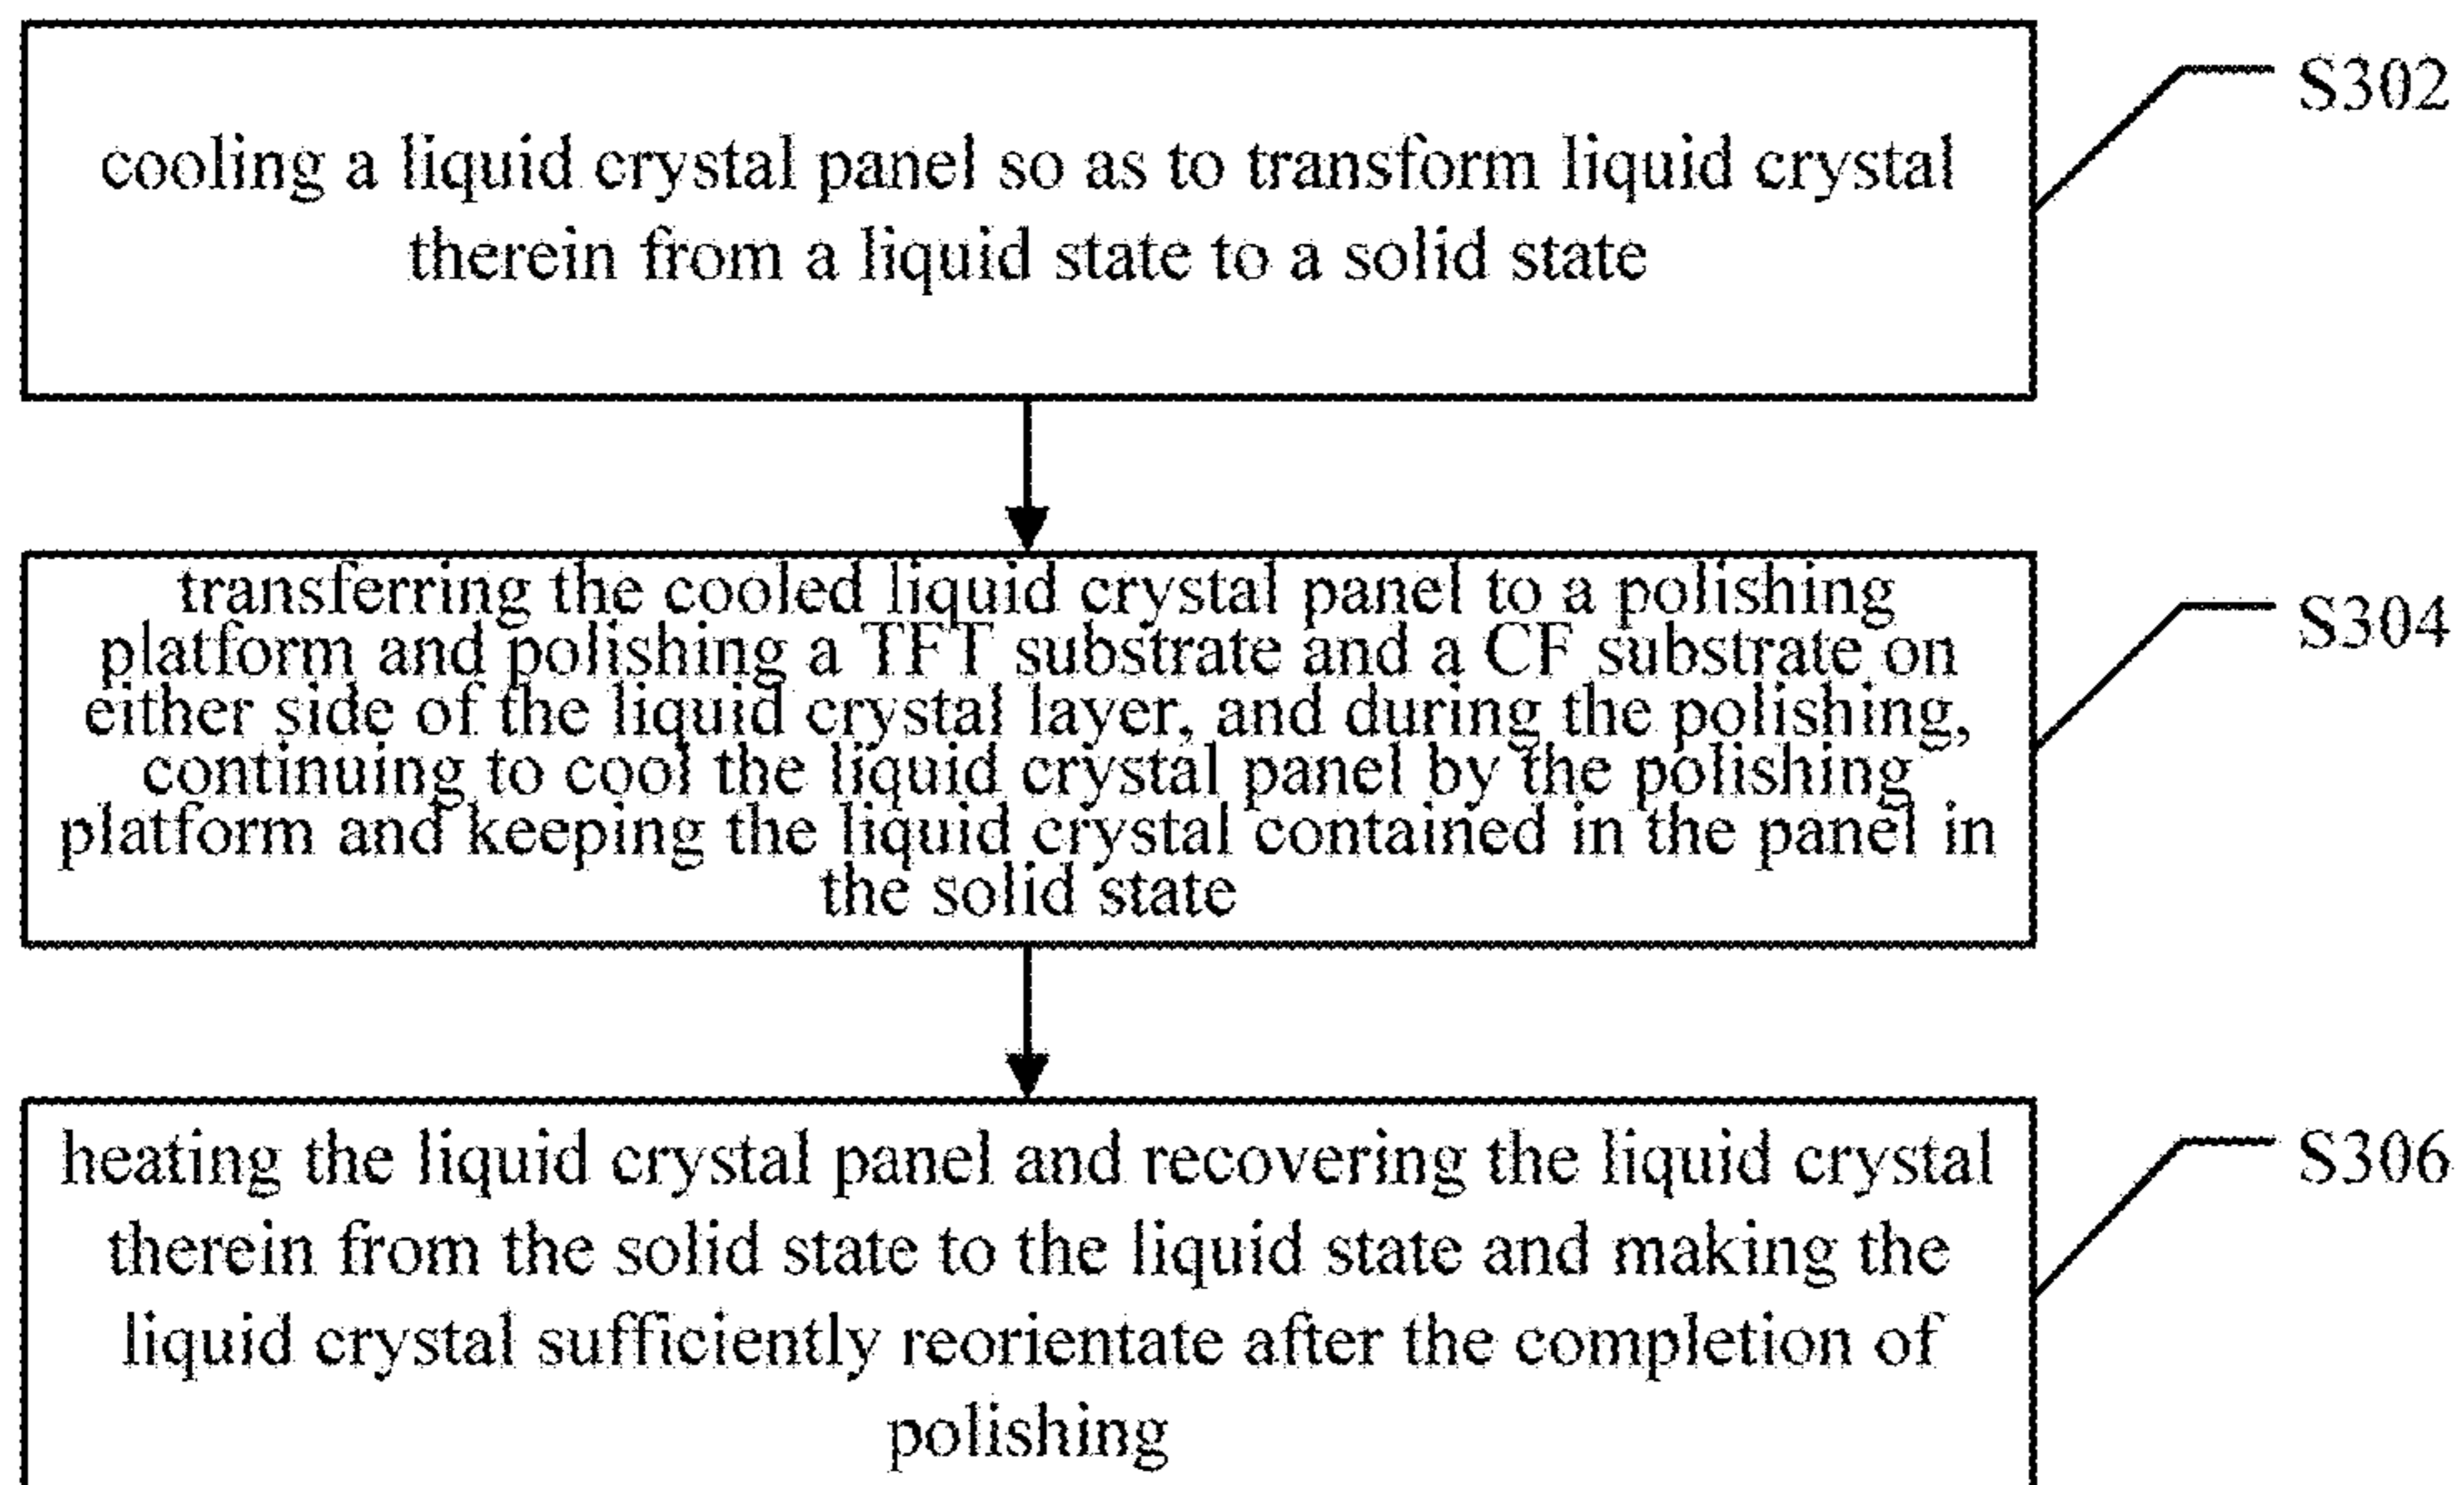 S302
cooling a liquid crystal panel so as to transform liquid crystal
therein from a liquid state to a solid state
S304
transferring the cooled liquid crystal panel to a polishing
platform and polishing a TFT substrate and a CF substrate on
either side of the liquid crystal layer, and during the polishing,
continuing to cool the liquid crystal panel by the polishing
platform and keeping the liquid crystal contained in the panel in
the solid state
S306
heating the liquid crystal panel and recovering the liquid crystal
therein from the solid state to the liquid state and making the
liquid crystal sufficiently reorientate after the completion of
polishing